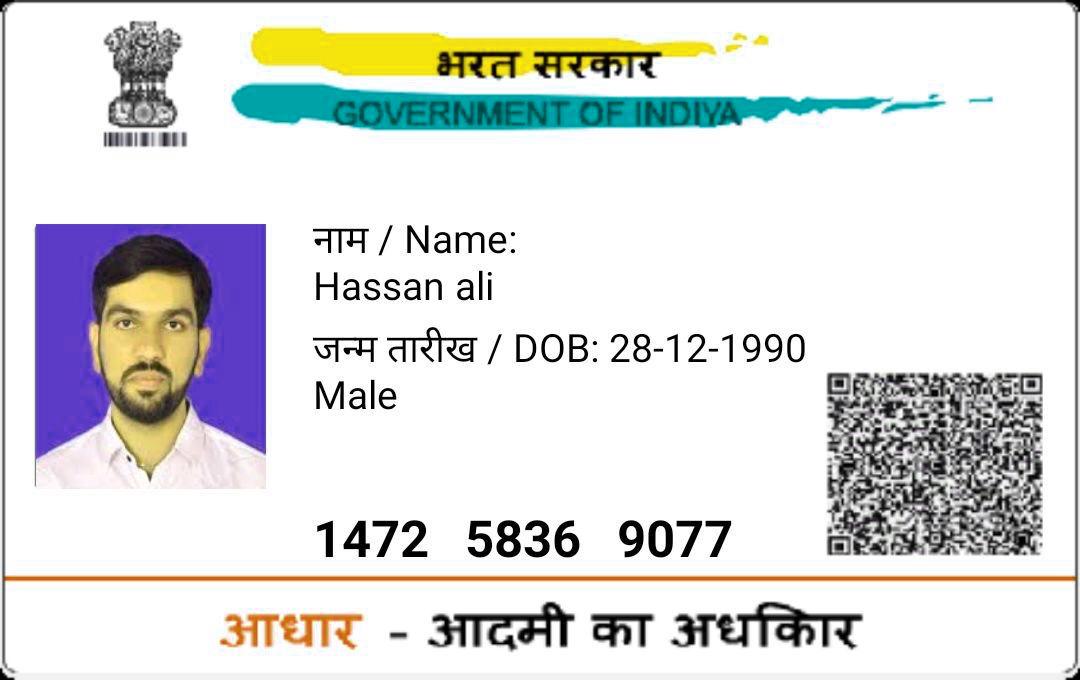 भरत सरकार
GOVERNMENT OF INDIYA
नाम / Name:
Hassan ali
जन्म तारीख / DOB: 28-12-1990
Male
1472 5836 9077
आधार - आदमी का अधिकार